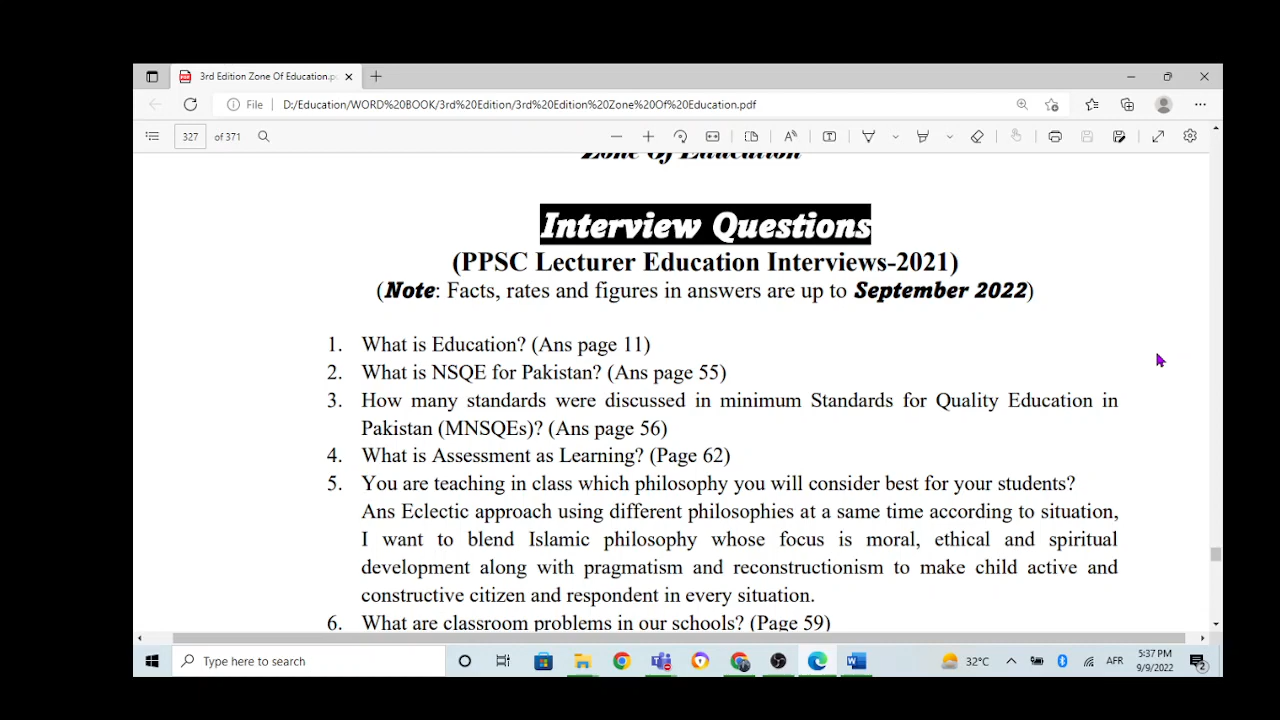 3rd Edition Zone Of Education.p
File D:/Education/WORD%20BOOK/3rd%20Edition/3rd%20Edition%20Zone%20Of%20Education.pdf
327 of 371
Zone Of Education
Interview Questions
(PPSC Lecturer Education Interviews-2021)
(Note: Facts, rates and figures in answers are up to September 2022)
1. What is Education? (Ans page 11)
2. What is NSQE for Pakistan? (Ans page 55)
3. How many standards were discussed in minimum Standards for Quality Education in
Pakistan (MNSQEs)? (Ans page 56)
4. What is Assessment as Learning? (Page 62)
5. You are teaching in class which philosophy you will consider best for your students?
Ans Eclectic approach using different philosophies at a same time according to situation,
I want to blend Islamic philosophy whose focus is moral, ethical and spiritual
development along with pragmatism and reconstructionism to make child active and
constructive citizen and respondent in every situation.
6. What are classroom problems in our schools? (Page 59)
Type here to search
32°C
AFR
5:37 PM
9/9/2022
2